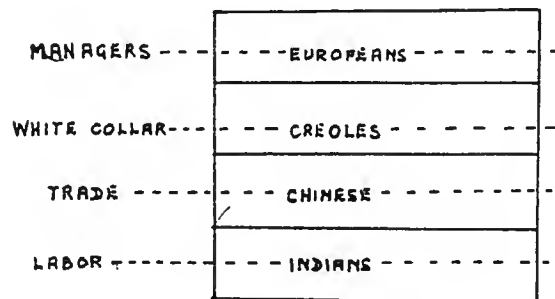 MANAGERS EUROPEANS
WHITE COLLAR CREOLES
TRADE CHINESE
LABOR INDIANS